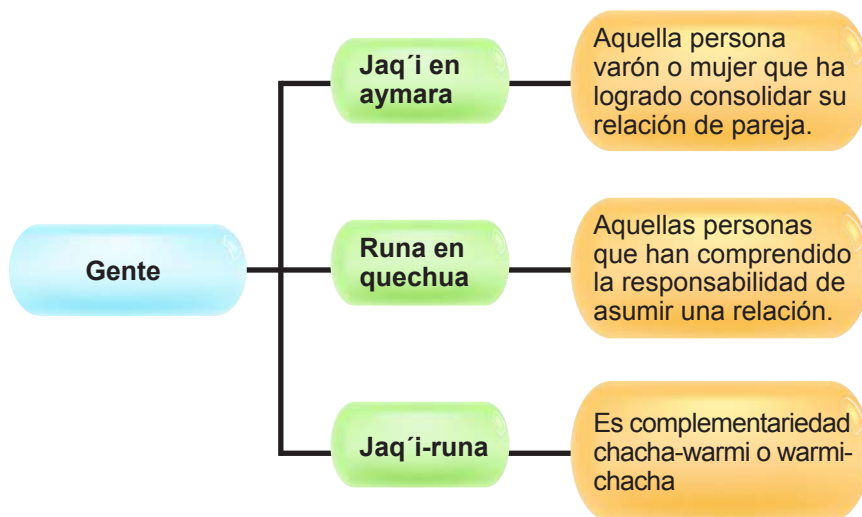 Gente
Jaq´i en
aymara
Aquella persona
varón o mujer que ha
logrado consolidar su
relación de pareja.
Runa en
quechua
Aquellas personas
que han comprendido
la responsabilidad de
asumir una relación.
Jaq´i-runa
Es complementariedad
chacha-warmi o warmi-
chacha